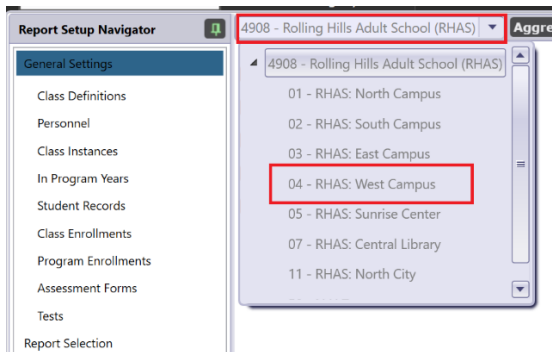 Report Setup Navigator
General Settings
Class Definitions
Personnel
Class Instances
In Program Years
Student Records
Class Enrollments
Program Enrollments
Assessment Forms
Tests
Report Selection
4908 - Rolling Hills Adult School (RHAS)
Aggre
4908 - Rolling Hills Adult School (RHAS)
01 - RHAS: North Campus
02 - RHAS: South Campus
03 - RHAS: East Campus
04 - RHAS: West Campus
05 - RHAS: Sunrise Center
07 - RHAS: Central Library
11 - RHAS: North City